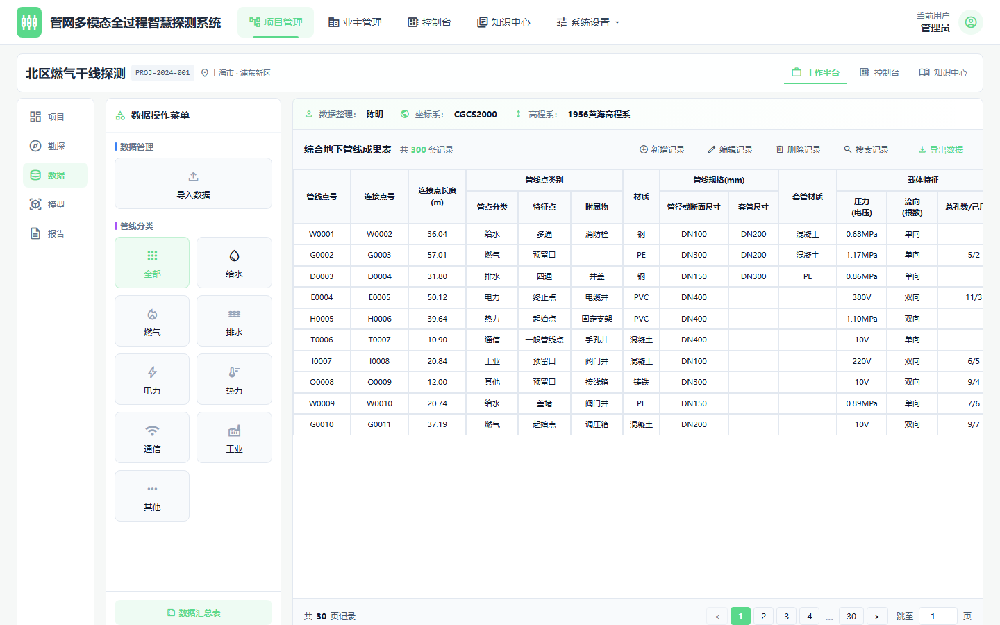 管网多模态全过程智慧探测系统
项目管理
业主管理
控制台
知识中心
系统设置
当前用户
管理员
北区燃气干线探测
PROJ-2024-001
上海市 · 浦东新区
工作平台
控制台
知识中心
项目
勘探
数据
模型
报告
数据操作菜单
数据管理
导入数据
管线分类
全部
给水
燃气
排水
电力
热力
通信
工业
其他
数据汇总表
数据整理： 陈明 坐标系： CGCS2000 高程系： 1956黄海高程系
综合地下管线成果表 共 300 条记录
新增记录
编辑记录
删除记录
搜索记录
导出数据
管线点号 连接点号 连接点长度(m) 管线点类别 材质 管线规格(mm) 套管材质 载体特征
管点分类 特征点 附属物 管径或断面尺寸 套管尺寸 压力(电压) 流向(根数) 总孔数/已用
W0001 W0002 36.04 给水 多通 消防栓 钢 DN100 DN200 混凝土 0.68MPa 单向
G0002 G0003 57.01 燃气 预留口 PE DN300 DN200 混凝土 1.17MPa 单向 5/2
D0003 D0004 31.80 排水 四通 井盖 钢 DN150 DN300 PE 0.86MPa 单向
E0004 E0005 50.12 电力 终止点 电缆井 PVC DN400 380V 双向 11/3
H0005 H0006 39.64 热力 起始点 固定支架 PVC DN400 1.10MPa 双向
T0006 T0007 10.90 通信 一般管线点 手孔井 混凝土 DN400 10V 单向
I0007 I0008 20.84 工业 预留口 阀门井 混凝土 DN100 220V 双向 6/5
O0008 O0009 12.00 其他 预留口 接线箱 铸铁 DN300 10V 双向 9/4
W0009 W0010 20.74 给水 盖堵 阀门井 PE DN150 0.89MPa 单向 7/6
G0010 G0011 37.19 燃气 起始点 调压箱 混凝土 DN200 10V 双向 9/7
共 30 页记录
< 1 2 3 4 ... 30 > 跳至 1 页